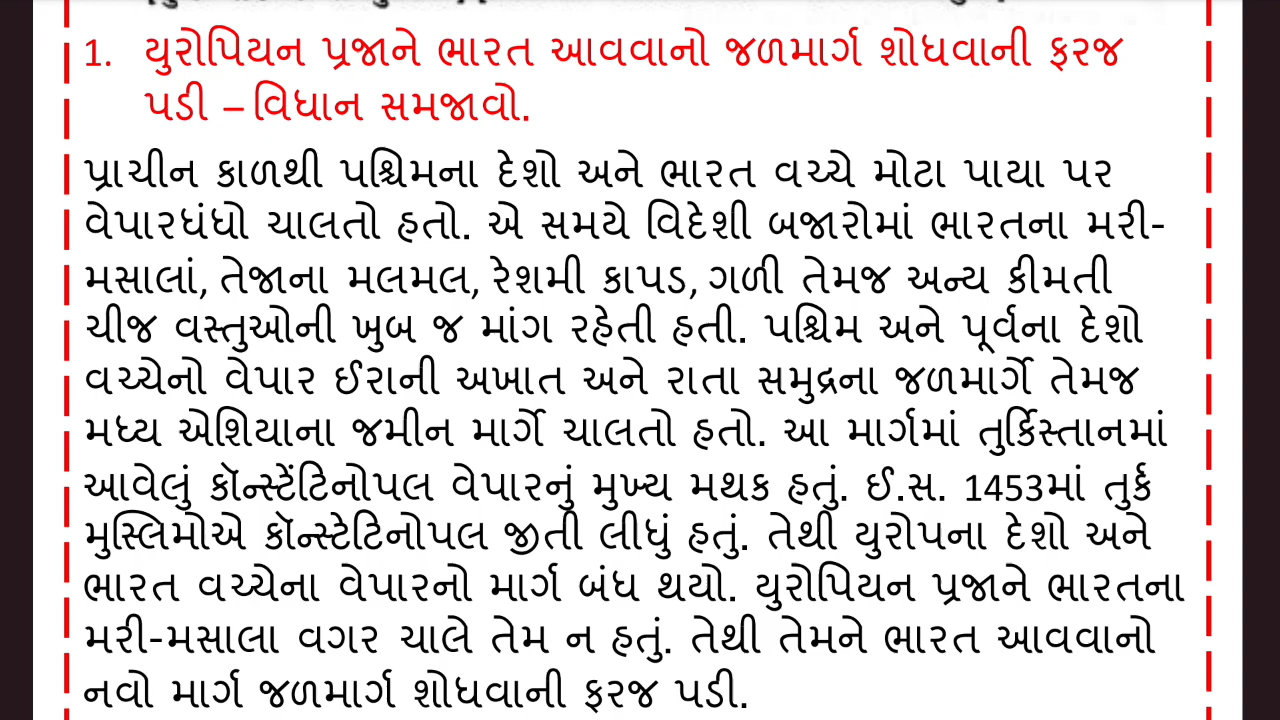 1. યુરોપિયન પ્રજાને ભારત આવવાનો જળમાર્ગ શોધવાની ફરજ
પડી – વિધાન સમજાવો.
પ્રાચીન કાળથી પશ્ચિમના દેશો અને ભારત વચ્ચે મોટા પાયા પર
વેપારધંધો ચાલતો હતો. એ સમયે વિદેશી બજારોમાં ભારતના મરી-
મસાલાં, તેજાના મલમલ, રેશમી કાપડ, ગળી તેમજ અન્ય કીમતી
ચીજ વસ્તુઓની ખુબ જ માંગ રહેતી હતી. પશ્ચિમ અને પૂર્વના દેશો
વચ્ચેનો વેપાર ઈરાની અખાત અને રાતા સમુદ્રના જળમાર્ગે તેમજ
મધ્ય એશિયાના જમીન માર્ગે ચાલતો હતો. આ માર્ગમાં તુર્કિસ્તાનમાં
આવેલું કૉન્સ્ટેંટિનોપલ વેપારનું મુખ્ય મથક હતું. ઈ.સ. 1453માં તુર્ક
મુસ્લિમોએ કૉન્સ્ટેટિનોપલ જીતી લીધું હતું. તેથી યુરોપના દેશો અને
ભારત વચ્ચેના વેપારનો માર્ગ બંધ થયો. યુરોપિયન પ્રજાને ભારતના
મરી-મસાલા વગર ચાલે તેમ ન હતું. તેથી તેમને ભારત આવવાનો
નવો માર્ગ જળમાર્ગ શોધવાની ફરજ પડી.